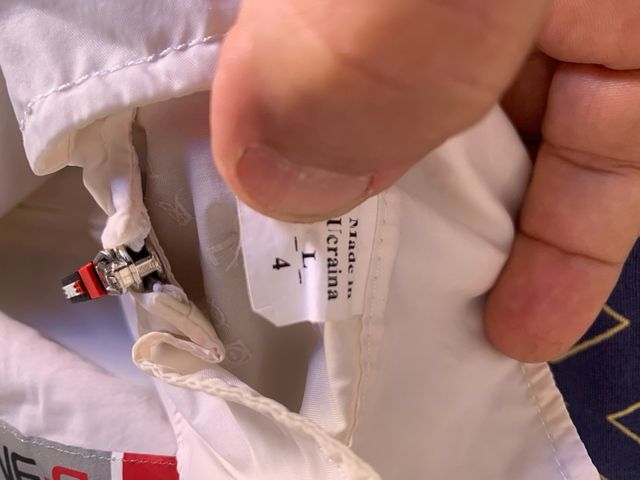 Made in
Ucraina
_ L _
4